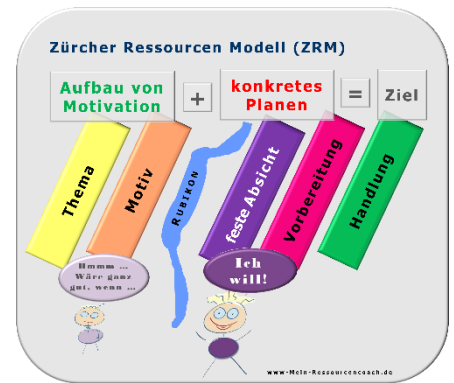 Zürcher Ressourcen Modell (ZRM)
Aufbau von
Motivation
+
konkretes
Planen
=
Ziel
Thema
Motiv
RUBIKON
feste Absicht
Vorbereitung
Handlung
Hmmm ...
Wäre ganz
gut, wenn ...
Ich
will!
www.Mein-Ressourcencoach.de